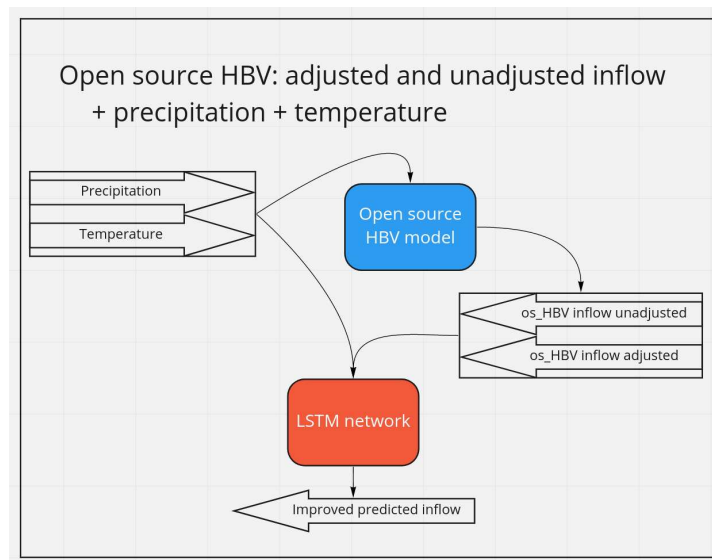 Open source HBV: adjusted and unadjusted inflow
+ precipitation + temperature
Precipitation
Temperature
Open source
HBV model
os_HBV inflow unadjusted
os_HBV inflow adjusted
LSTM network
Improved predicted inflow